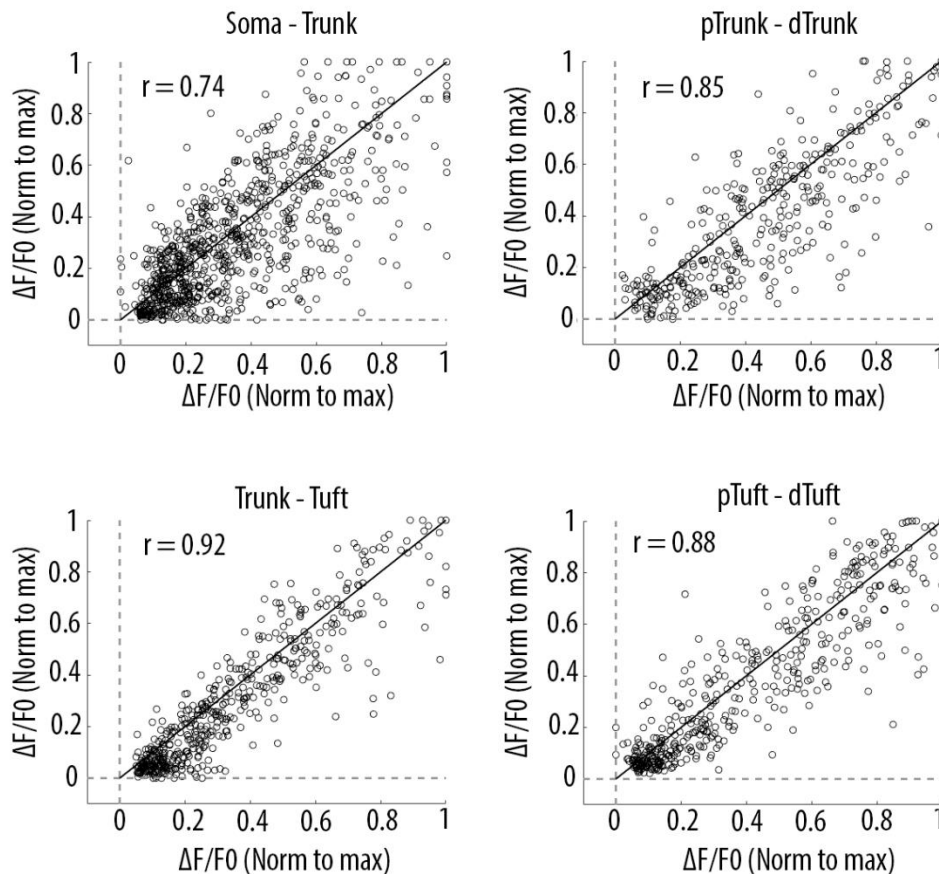 Soma - Trunk
r = 0.74
ΔF/F0 (Norm to max)
1
0.8
0.6
0.4
0.2
0
0 0.2 0.4 0.6 0.8 1
ΔF/F0 (Norm to max)
pTrunk - dTrunk
r = 0.85
ΔF/F0 (Norm to max)
1
0.8
0.6
0.4
0.2
0
0 0.2 0.4 0.6 0.8 1
ΔF/F0 (Norm to max)
Trunk - Tuft
r = 0.92
ΔF/F0 (Norm to max)
1
0.8
0.6
0.4
0.2
0
0 0.2 0.4 0.6 0.8 1
ΔF/F0 (Norm to max)
pTuft - dTuft
r = 0.88
ΔF/F0 (Norm to max)
1
0.8
0.6
0.4
0.2
0
0 0.2 0.4 0.6 0.8 1
ΔF/F0 (Norm to max)